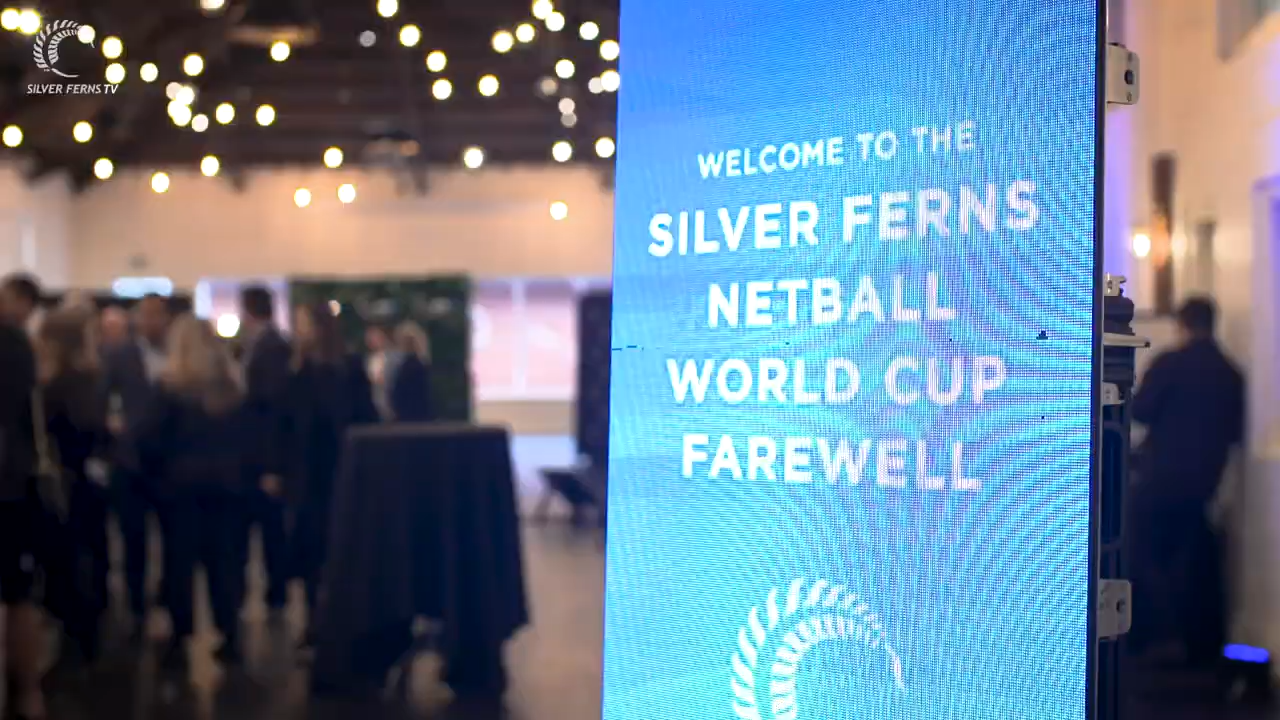 SILVER FERNS TV
WELCOME TO THE
SILVER FERNS
NETBALL
WORLD CUP
FAREWELL